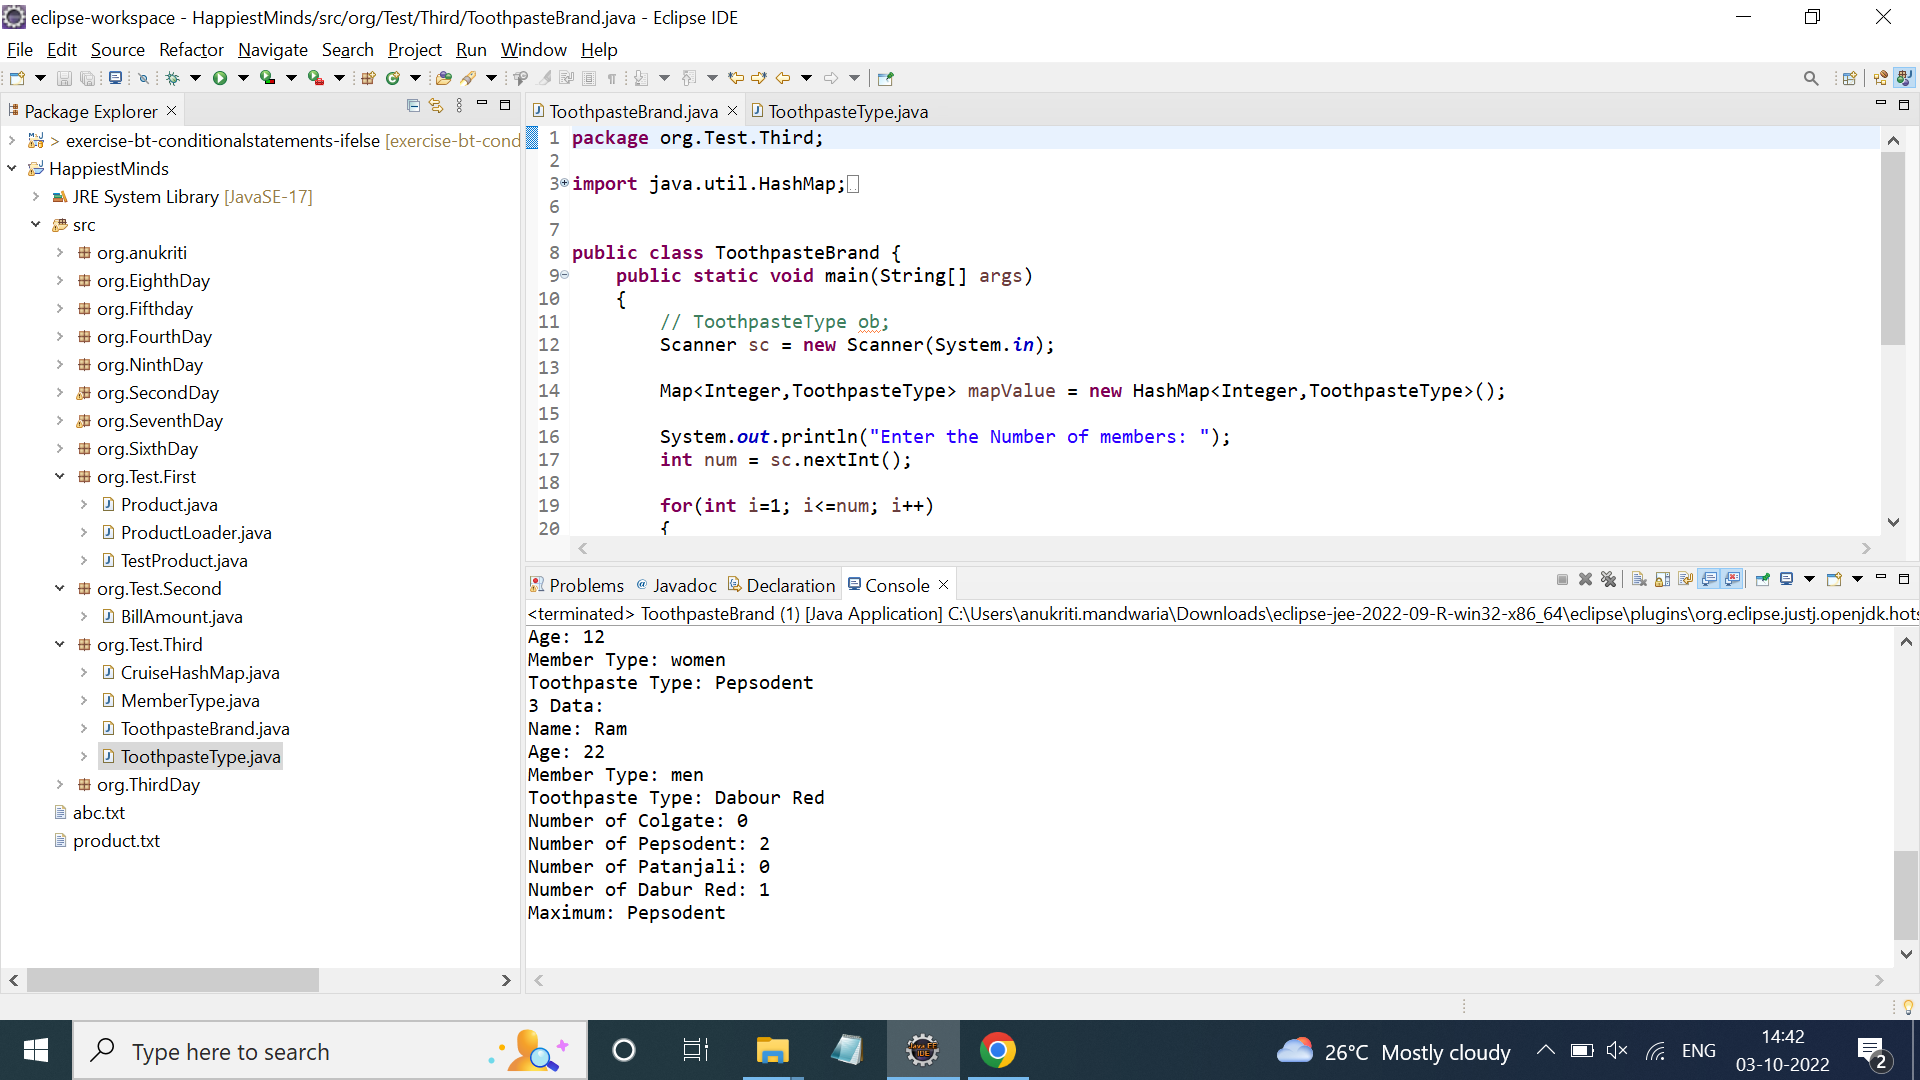 eclipse-workspace - HappiestMinds/src/org/Test/Third/ToothpasteBrand.java - Eclipse IDE
File Edit Source Refactor Navigate Search Project Run Window Help
Package Explorer
> exercise-bt-conditionalstatements-ifelse [exercise-bt-cond
HappiestMinds
JRE System Library [JavaSE-17]
src
org.anukriti
org.EighthDay
org.Fifthday
org.FourthDay
org.NinthDay
org.SecondDay
org.SeventhDay
org.SixthDay
org.Test.First
Product.java
ProductLoader.java
TestProduct.java
org.Test.Second
BillAmount.java
org.Test.Third
CruiseHashMap.java
MemberType.java
ToothpasteBrand.java
ToothpasteType.java
org.ThirdDay
abc.txt
product.txt
ToothpasteBrand.java ToothpasteType.java
1 package org.Test.Third;
2
3 import java.util.HashMap;
6
7
8 public class ToothpasteBrand {
9 public static void main(String[] args)
10 {
11 // ToothpasteType ob;
12 Scanner sc = new Scanner(System.in);
13
14 Map<Integer,ToothpasteType> mapValue = new HashMap<Integer,ToothpasteType>();
15
16 System.out.println("Enter the Number of members: ");
17 int num = sc.nextInt();
18
19 for(int i=1; i<=num; i++)
20 {
Problems @ Javadoc Declaration Console
<terminated> ToothpasteBrand (1) [Java Application] C:\Users\anukriti.mandwaria\Downloads\eclipse-jee-2022-09-R-win32-x86_64\eclipse\plugins\org.eclipse.justj.openjdk.hots
Age: 12
Member Type: women
Toothpaste Type: Pepsodent
3 Data:
Name: Ram
Age: 22
Member Type: men
Toothpaste Type: Dabour Red
Number of Colgate: 0
Number of Pepsodent: 2
Number of Patanjali: 0
Number of Dabur Red: 1
Maximum: Pepsodent
Type here to search
26°C Mostly cloudy
ENG
14:42
03-10-2022
2